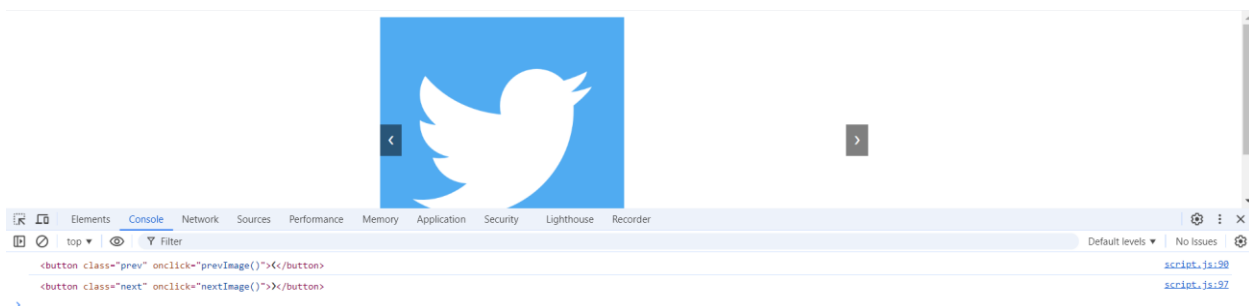 ❮ ❯
Elements Console Network Sources Performance Memory Application Security Lighthouse Recorder
top ▼ Filter Default levels ▼ No Issues
<button class="prev" onclick="prevImage()">❮</button> script.js:90
<button class="next" onclick="nextImage()">❯</button> script.js:97